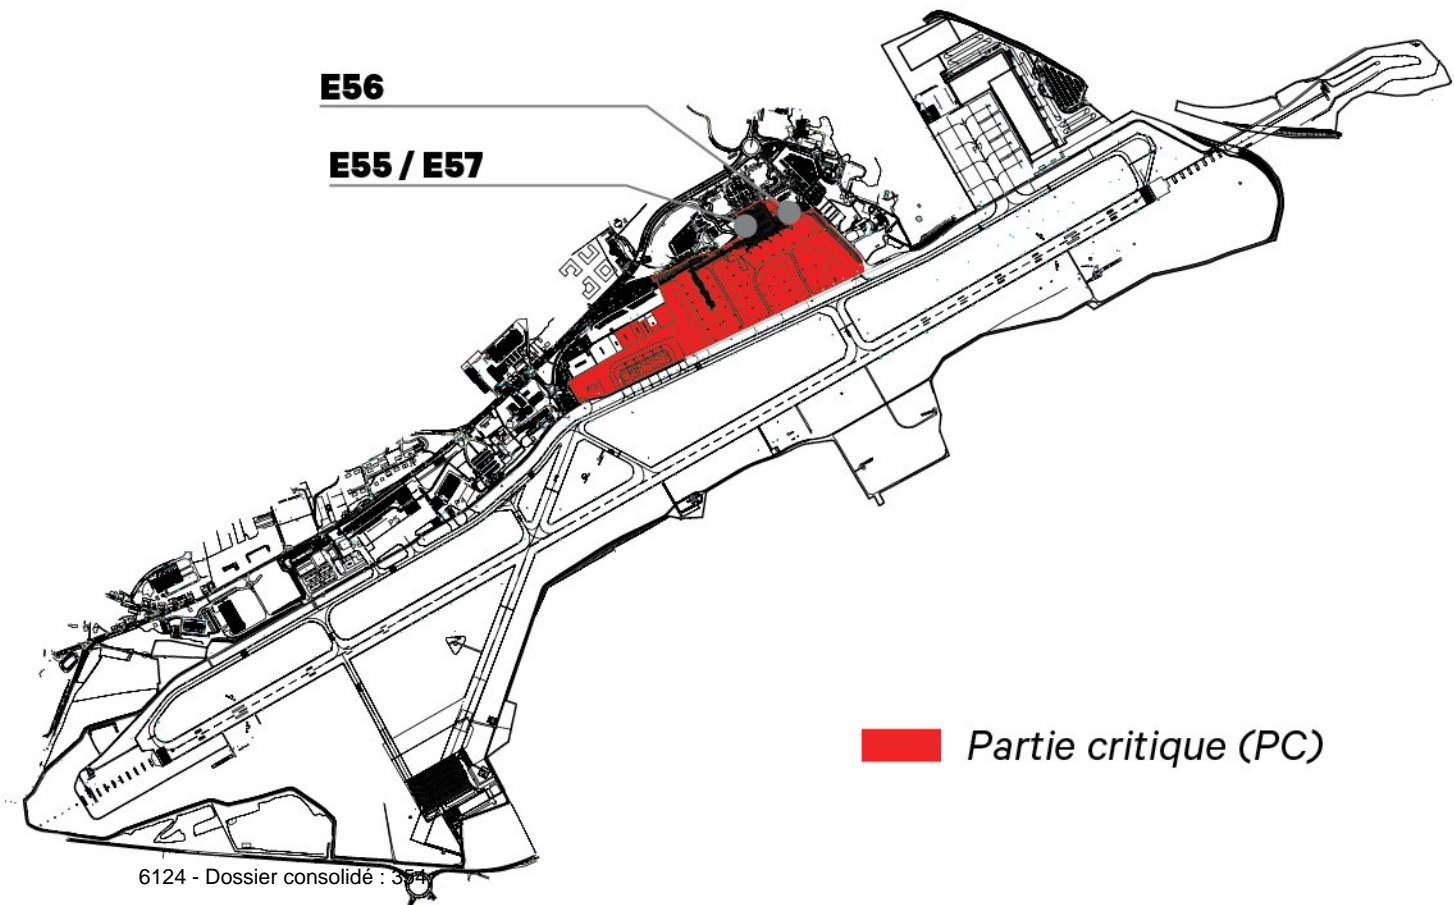 E56
E55 / E57
Partie critique (PC)
6124 - Dossier consolidé : 354